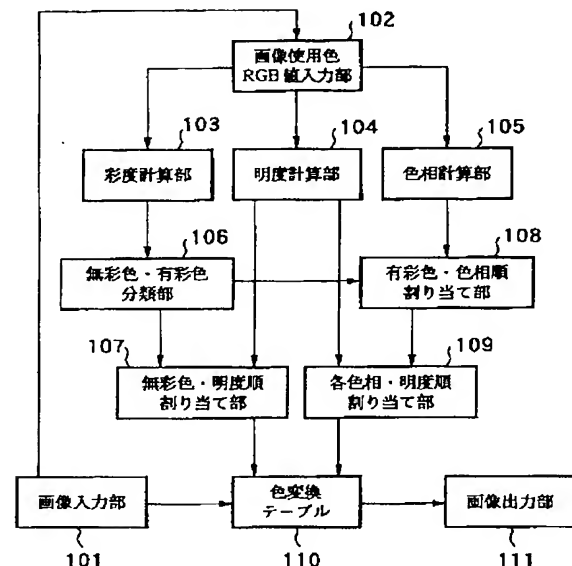 102
画像使用色
RGB 値入力部
103
104
105
彩度計算部
明度計算部
色相計算部
106
108
無彩色・有彩色
分類部
有彩色・色相順
割り当て部
107
109
無彩色・明度順
割り当て部
各色相・明度順
割り当て部
画像入力部
色変換
テーブル
画像出力部
101
110
111